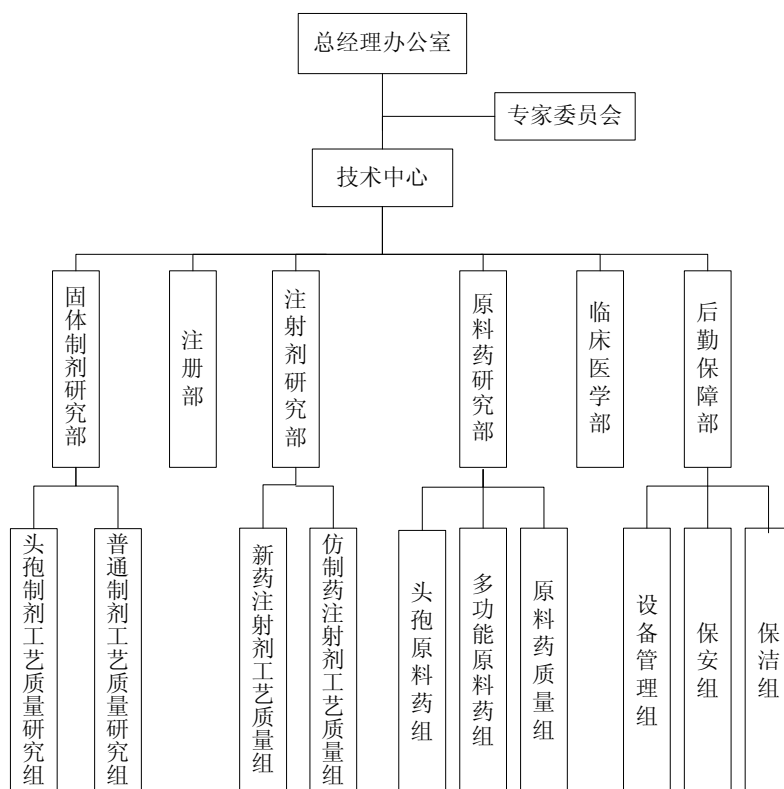 总经理办公室
专家委员会
技术中心
固体制剂研究部
注册部
注射剂研究部
原料药研究部
临床医学部
后勤保障部
头孢制剂工艺质量研究组
普通制剂工艺质量研究组
新药注射剂工艺质量组
仿制药注射剂工艺质量组
头孢原料药组
多功能原料药组
原料药质量组
设备管理组
保安组
保洁组